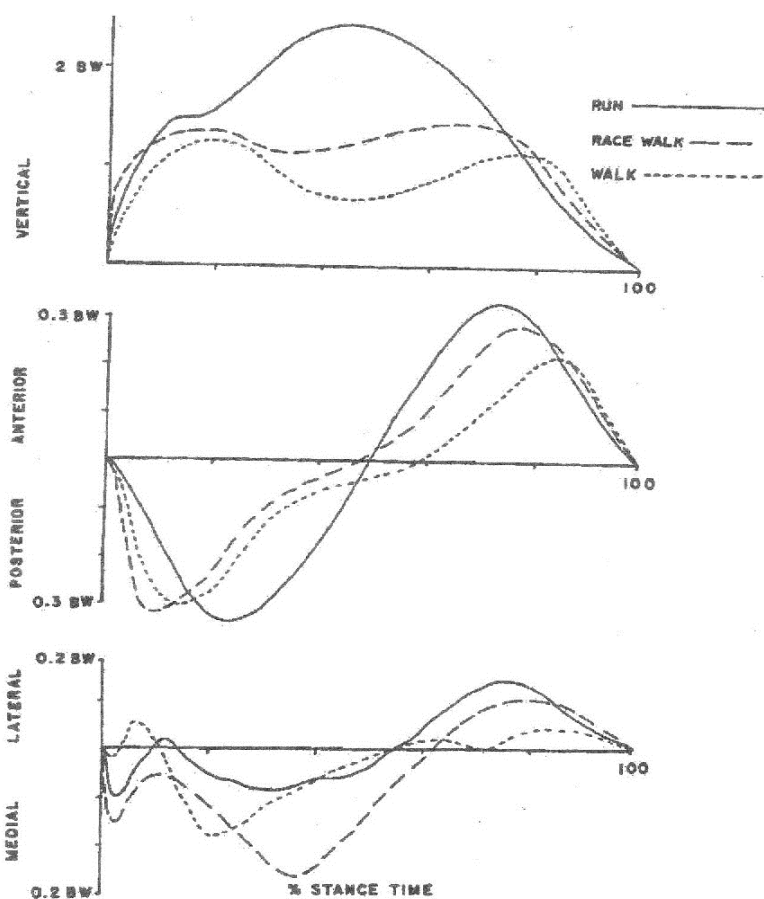 2 BW
RUN
RACE WALK
WALK
VERTICAL
100
0.3 BW
ANTERIOR
POSTERIOR
100
0.3 BW
0.2 BW
LATERAL
MEDIAL
100
0.2 BW
% STANCE TIME